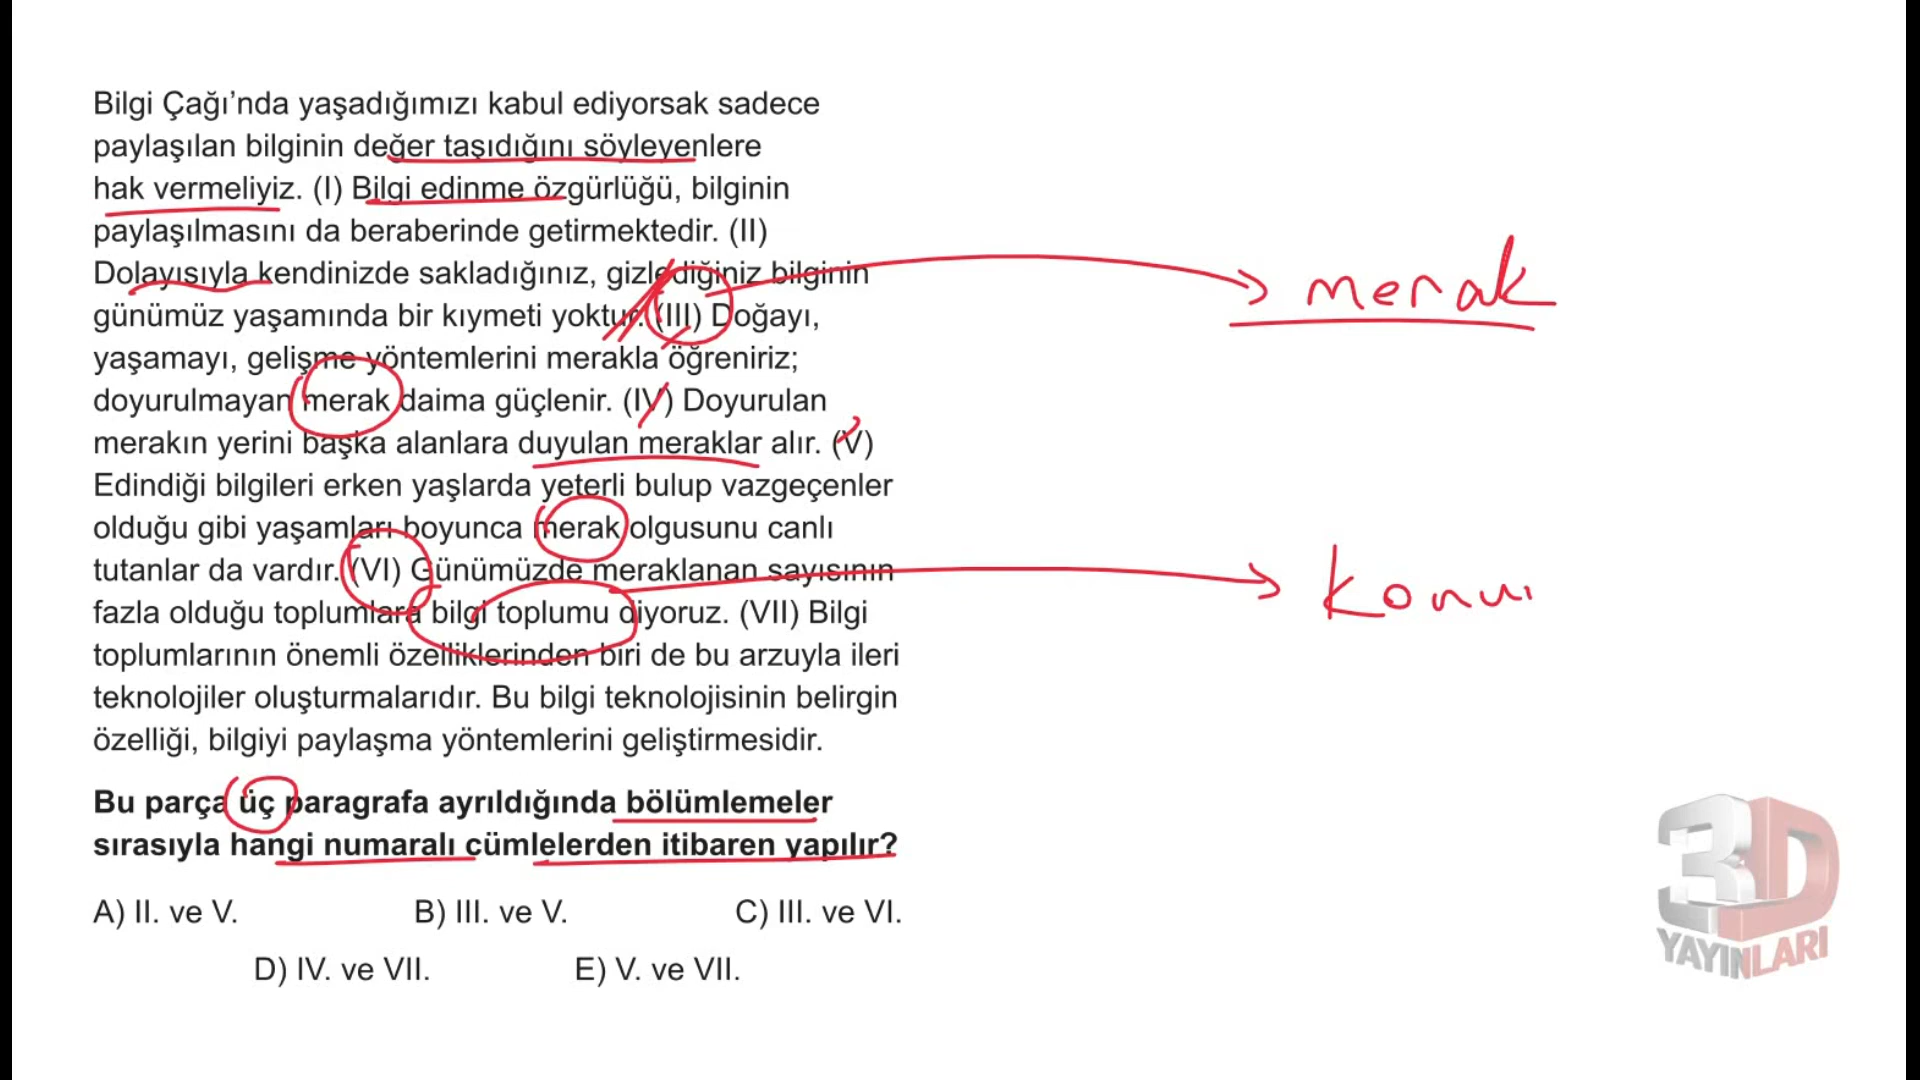 Bilgi Çağı’nda yaşadığımızı kabul ediyorsak sadece
paylaşılan bilginin değer taşıdığını söyleyenlere
hak vermeliyiz. (I) Bilgi edinme özgürlüğü, bilginin
paylaşılmasını da beraberinde getirmektedir. (II)
Dolayısıyla kendinizde sakladığınız, gizlediğiniz bilginin
günümüz yaşamında bir kıymeti yoktur. (III) Doğayı,
yaşamayı, gelişme yöntemlerini merakla öğreniriz;
doyurulmayan merak daima güçlenir. (IV) Doyurulan
merakın yerini başka alanlara duyulan meraklar alır. (V)
Edindiği bilgileri erken yaşlarda yeterli bulup vazgeçenler
olduğu gibi yaşamları boyunca merak olgusunu canlı
tutanlar da vardır. (VI) Günümüzde meraklanan sayısının
fazla olduğu toplumlara bilgi toplumu diyoruz. (VII) Bilgi
toplumlarının önemli özelliklerinden biri de bu arzuyla ileri
teknolojiler oluşturmalarıdır. Bu bilgi teknolojisinin belirgin
özelliği, bilgiyi paylaşma yöntemlerini geliştirmesidir.
Bu parça üç paragrafa ayrıldığında bölümlemeler
sırasıyla hangi numaralı cümlelerden itibaren yapılır?
A) II. ve V. B) III. ve V. C) III. ve VI.
D) IV. ve VII. E) V. ve VII.
merak
konu
3D
YAYINLARI